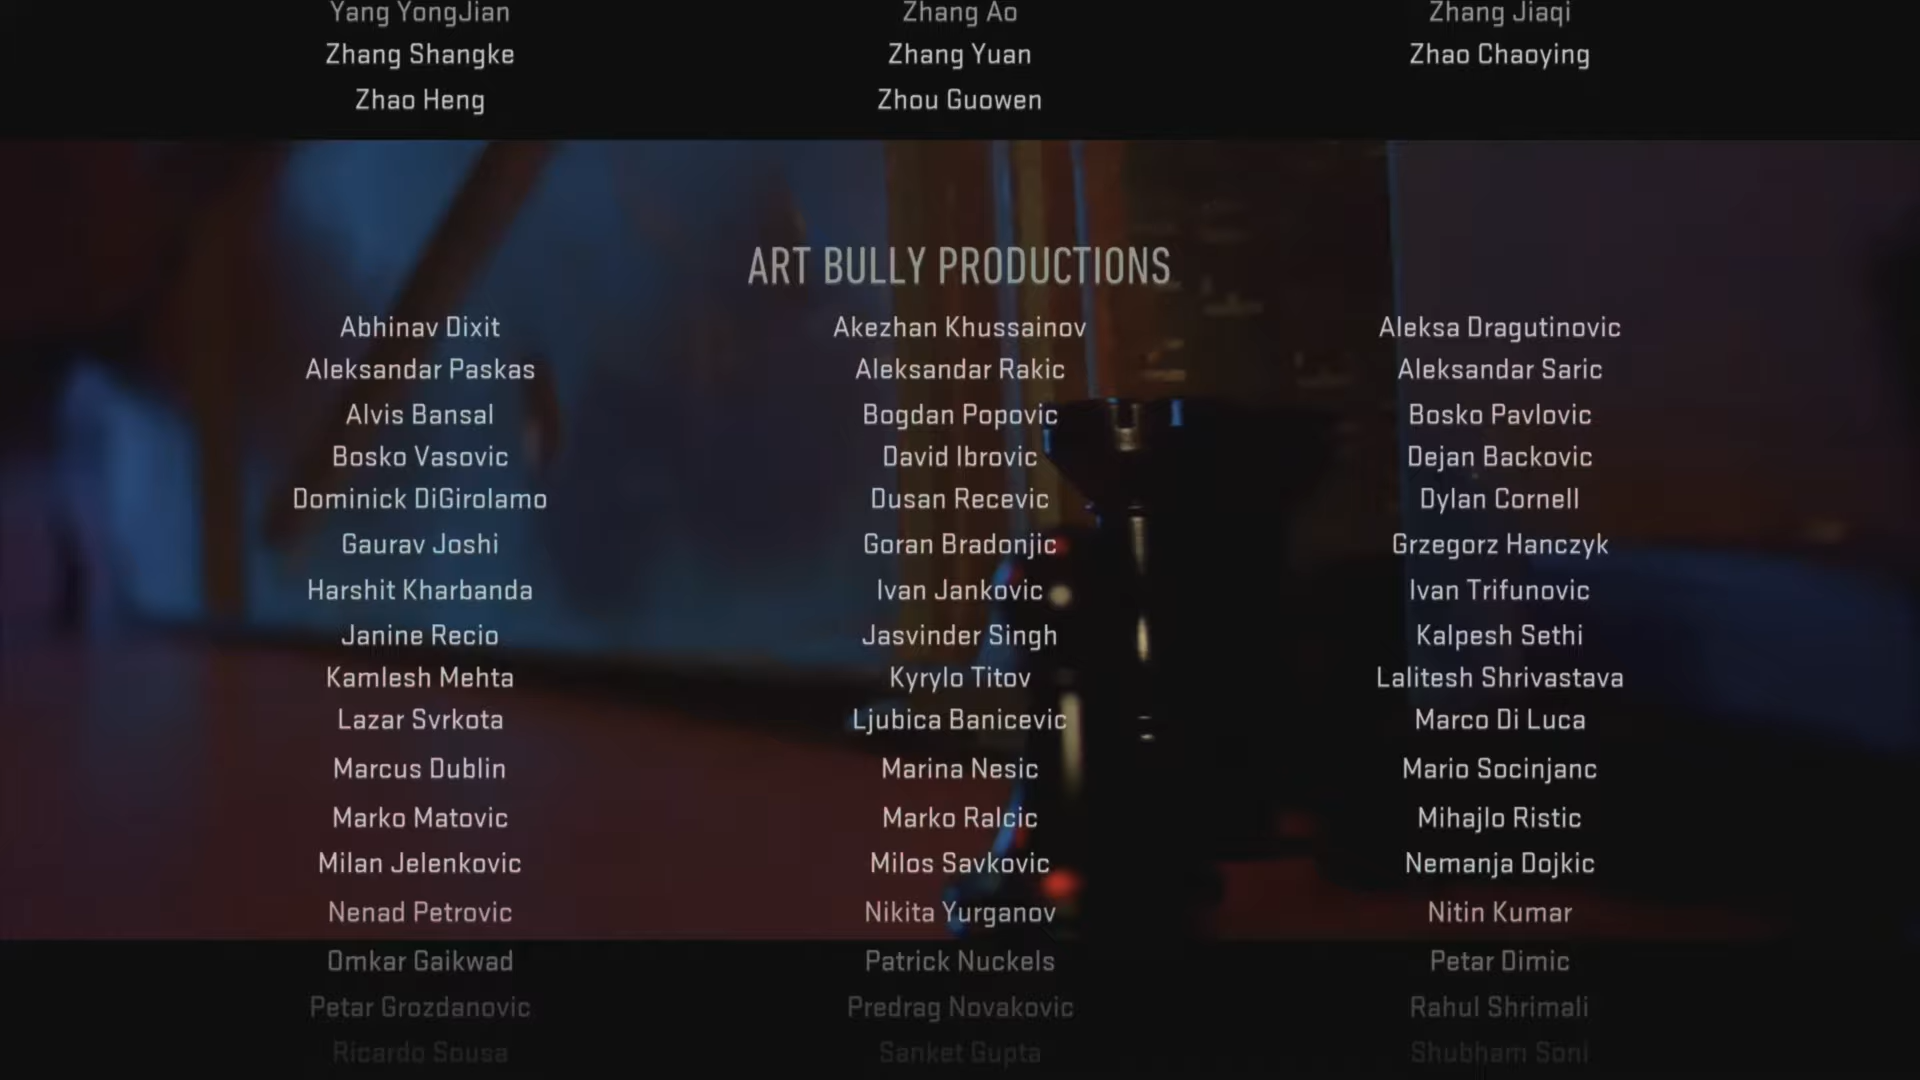 Yang YongJian Zhang Ao Zhang Jiaqi
Zhang Shangke Zhang Yuan Zhao Chaoying
Zhao Heng Zhou Guowen
ART BULLY PRODUCTIONS
Abhinav Dixit Akezhan Khussainov Aleksa Dragutinovic
Aleksandar Paskas Aleksandar Rakic Aleksandar Saric
Alvis Bansal Bogdan Popovic Bosko Pavlovic
Bosko Vasovic David Ibrovic Dejan Backovic
Dominick DiGirolamo Dusan Recevic Dylan Cornell
Gaurav Joshi Goran Bradonjic Grzegorz Hanczyk
Harshit Kharbanda Ivan Jankovic Ivan Trifunovic
Janine Recio Jasvinder Singh Kalpesh Sethi
Kamlesh Mehta Kyrylo Titov Lalitesh Shrivastava
Lazar Svrkota Ljubica Banicevic Marco Di Luca
Marcus Dublin Marina Nesic Mario Socinjanc
Marko Matovic Marko Ralcic Mihajlo Ristic
Milan Jelenkovic Milos Savkovic Nemanja Dojkic
Nenad Petrovic Nikita Yurganov Nitin Kumar
Omkar Gaikwad Patrick Nuckels Petar Dimic
Petar Grozdanovic Predrag Novakovic Rahul Shrimali
Ricardo Sousa Sanket Gupta Shubham Soni